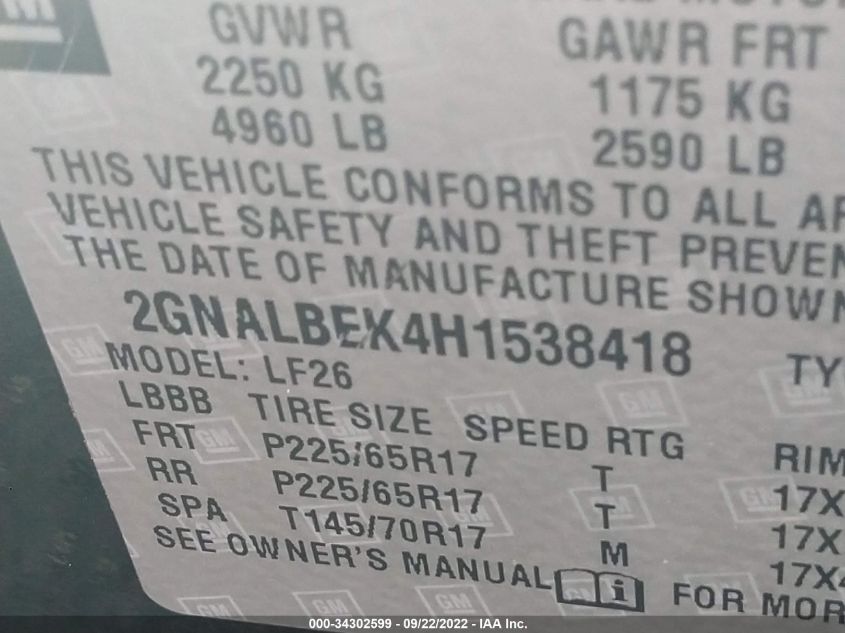 GM
GVWR GAWR FRT
2250 KG 1175 KG
4960 LB 2590 LB
THIS VEHICLE CONFORMS TO ALL
VEHICLE SAFETY AND THEFT PREVEN
THE DATE OF MANUFACTURE SHOWN
2GNALBEK4H1538418 TY
MODEL: LF26
LBBB TIRE SIZE SPEED RTG RIM
FRT P225/65R17 T 17X
RR P225/65R17 T 17X
SPA T145/70R17 M 17X4
SEE OWNER'S MANUAL i FOR MOR
000-34302599 - 09/22/2022 - IAA Inc.